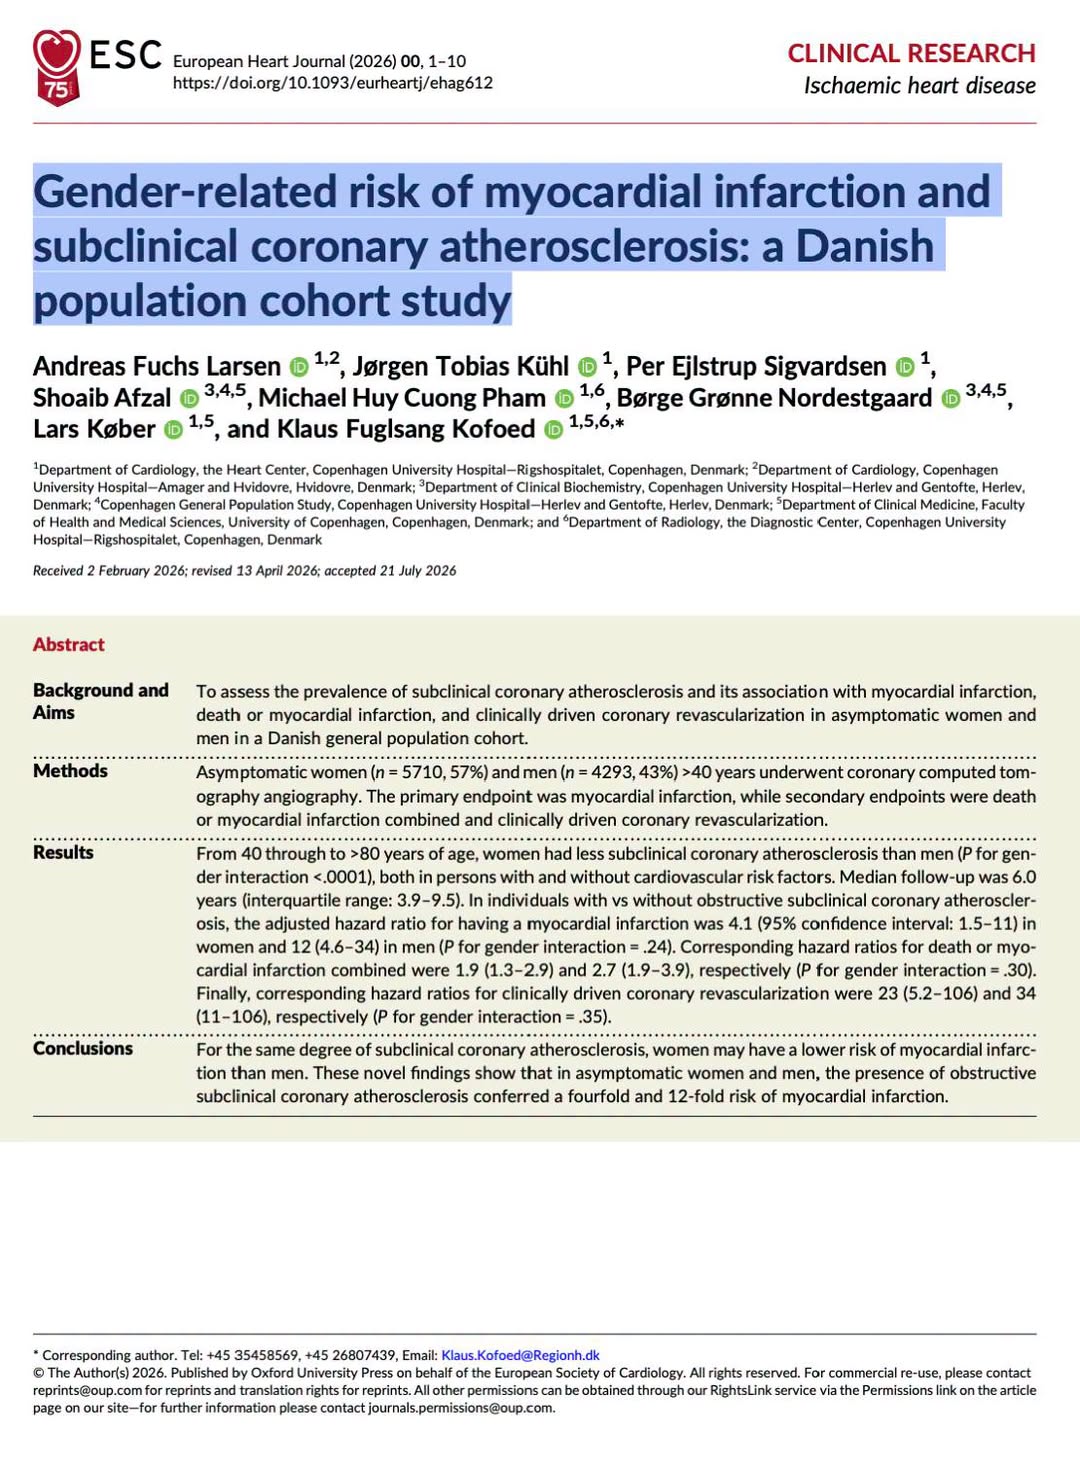 75
ESC
European Heart Journal (2026) 00, 1–10
https://doi.org/10.1093/eurheartj/ehag612
CLINICAL RESEARCH
Ischaemic heart disease
Gender-related risk of myocardial infarction and
subclinical coronary atherosclerosis: a Danish
population cohort study
Andreas Fuchs Larsen iD 1,2, Jørgen Tobias Kühl iD 1, Per Ejlstrup Sigvardsen iD 1,
Shoaib Afzal iD 3,4,5, Michael Huy Cuong Pham iD 1,6, Børge Grønne Nordestgaard iD 3,4,5,
Lars Køber iD 1,5, and Klaus Fuglsang Kofoed iD 1,5,6,*
1Department of Cardiology, the Heart Center, Copenhagen University Hospital—Rigshospitalet, Copenhagen, Denmark; 2Department of Cardiology, Copenhagen
University Hospital—Amager and Hvidovre, Hvidovre, Denmark; 3Department of Clinical Biochemistry, Copenhagen University Hospital—Herlev and Gentofte, Herlev,
Denmark; 4Copenhagen General Population Study, Copenhagen University Hospital—Herlev and Gentofte, Herlev, Denmark; 5Department of Clinical Medicine, Faculty
of Health and Medical Sciences, University of Copenhagen, Copenhagen, Denmark; and 6Department of Radiology, the Diagnostic Center, Copenhagen University
Hospital—Rigshospitalet, Copenhagen, Denmark
Received 2 February 2026; revised 13 April 2026; accepted 21 July 2026
Abstract
Background and
Aims
To assess the prevalence of subclinical coronary atherosclerosis and its association with myocardial infarction,
death or myocardial infarction, and clinically driven coronary revascularization in asymptomatic women and
men in a Danish general population cohort.
Methods
Asymptomatic women (n = 5710, 57%) and men (n = 4293, 43%) >40 years underwent coronary computed tom-
ography angiography. The primary endpoint was myocardial infarction, while secondary endpoints were death
or myocardial infarction combined and clinically driven coronary revascularization.
Results
From 40 through to >80 years of age, women had less subclinical coronary atherosclerosis than men (P for gen-
der interaction <.0001), both in persons with and without cardiovascular risk factors. Median follow-up was 6.0
years (interquartile range: 3.9–9.5). In individuals with vs without obstructive subclinical coronary atheroscler-
osis, the adjusted hazard ratio for having a myocardial infarction was 4.1 (95% confidence interval: 1.5–11) in
women and 12 (4.6–34) in men (P for gender interaction = .24). Corresponding hazard ratios for death or myo-
cardial infarction combined were 1.9 (1.3–2.9) and 2.7 (1.9–3.9), respectively (P for gender interaction = .30).
Finally, corresponding hazard ratios for clinically driven coronary revascularization were 23 (5.2–106) and 34
(11–106), respectively (P for gender interaction = .35).
Conclusions
For the same degree of subclinical coronary atherosclerosis, women may have a lower risk of myocardial infarc-
tion than men. These novel findings show that in asymptomatic women and men, the presence of obstructive
subclinical coronary atherosclerosis conferred a fourfold and 12-fold risk of myocardial infarction.
* Corresponding author. Tel: +45 35458569, +45 26807439, Email: Klaus.Kofoed@Regionh.dk
© The Author(s) 2026. Published by Oxford University Press on behalf of the European Society of Cardiology. All rights reserved. For commercial re-use, please contact
reprints@oup.com for reprints and translation rights for reprints. All other permissions can be obtained through our RightsLink service via the Permissions link on the article
page on our site—for further information please contact journals.permissions@oup.com.